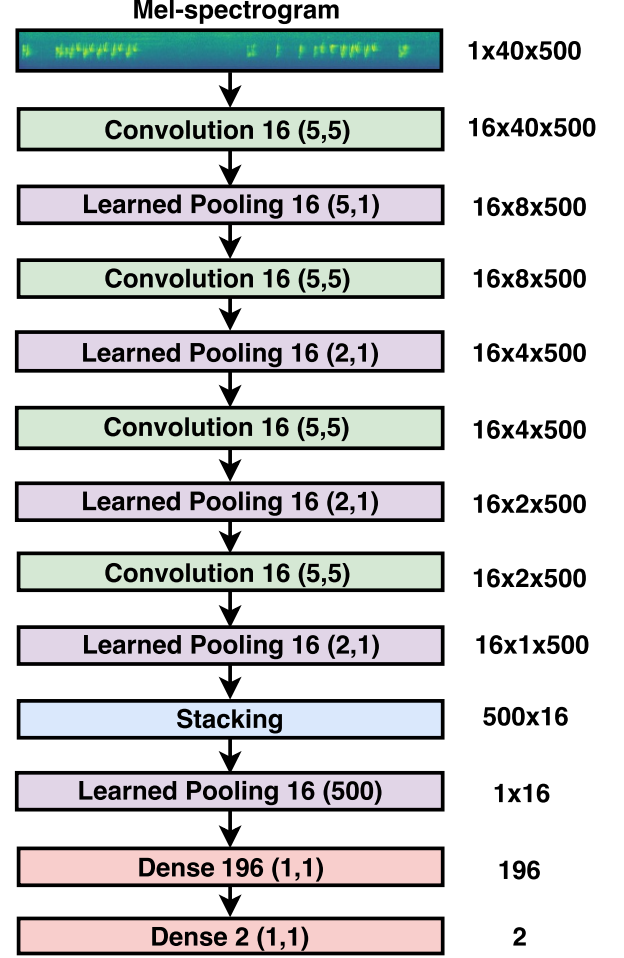 Mel-spectrogram
1x40x500
Convolution 16 (5,5) 16x40x500
Learned Pooling 16 (5,1) 16x8x500
Convolution 16 (5,5) 16x8x500
Learned Pooling 16 (2,1) 16x4x500
Convolution 16 (5,5) 16x4x500
Learned Pooling 16 (2,1) 16x2x500
Convolution 16 (5,5) 16x2x500
Learned Pooling 16 (2,1) 16x1x500
Stacking 500x16
Learned Pooling 16 (500) 1x16
Dense 196 (1,1) 196
Dense 2 (1,1) 2